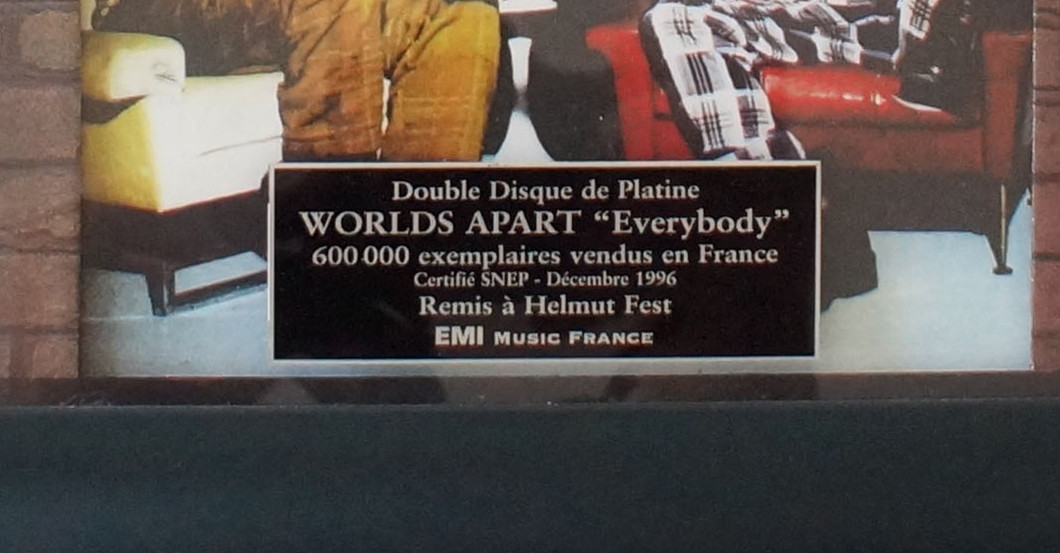 Double Disque de Platine
WORLDS APART “Everybody”
600 000 exemplaires vendus en France
Certifié SNEP - Décembre 1996
Remis à Helmut Fest
EMI MUSIC FRANCE